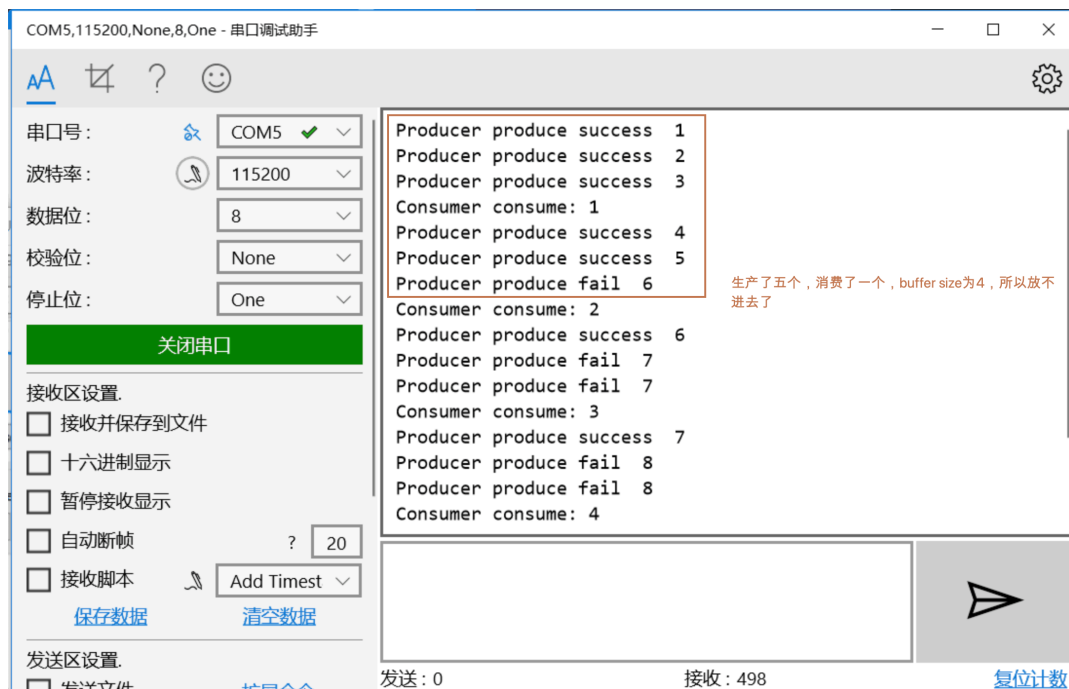 COM5,115200,None,8,One - 串口调试助手
串口号:
COM5
波特率:
115200
数据位:
8
校验位:
None
停止位:
One
关闭串口
接收区设置.
接收并保存到文件
十六进制显示
暂停接收显示
自动断帧
?
20
接收脚本
Add Timest
保存数据
清空数据
发送区设置.
Producer produce success 1
Producer produce success 2
Producer produce success 3
Consumer consume: 1
Producer produce success 4
Producer produce success 5
Producer produce fail 6
Consumer consume: 2
Producer produce success 6
Producer produce fail 7
Producer produce fail 7
Consumer consume: 3
Producer produce success 7
Producer produce fail 8
Producer produce fail 8
Consumer consume: 4
生产了五个，消费了一个，buffer size为4，所以放不
进去了
发送: 0
接收: 498
复位计数